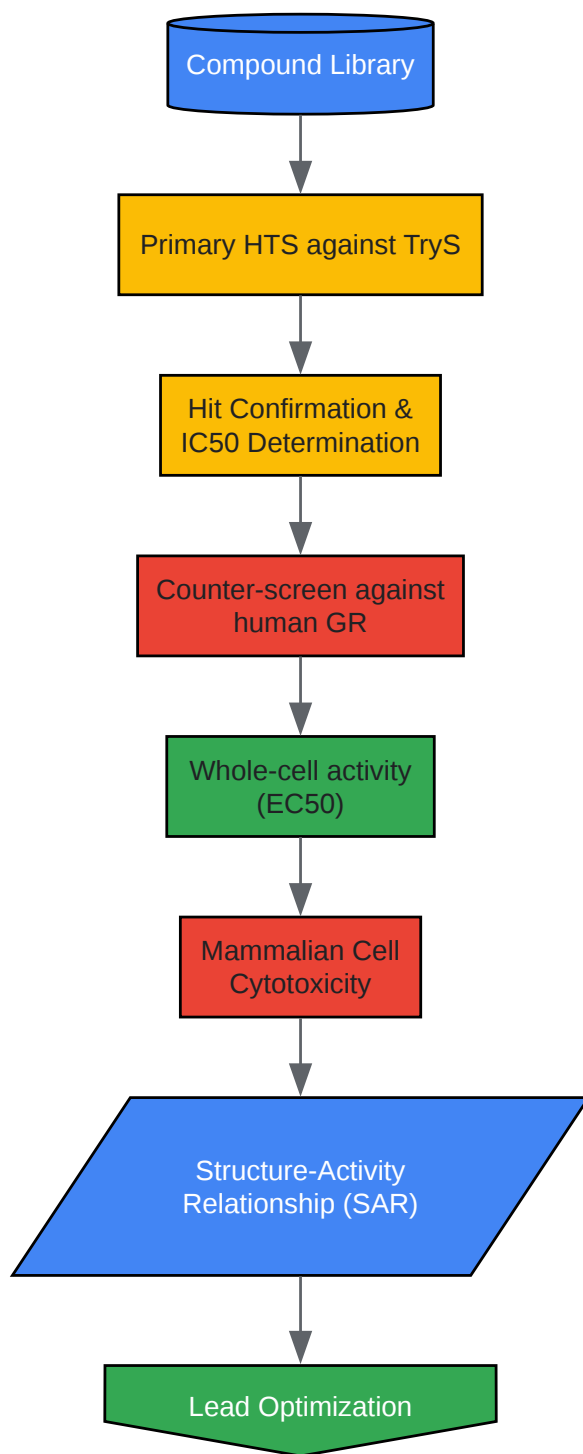 Compound Library
Primary HTS against TryS
Hit Confirmation &
IC50 Determination
Counter-screen against
human GR
Whole-cell activity
(EC50)
Mammalian Cell
Cytotoxicity
Structure-Activity
Relationship (SAR)
Lead Optimization